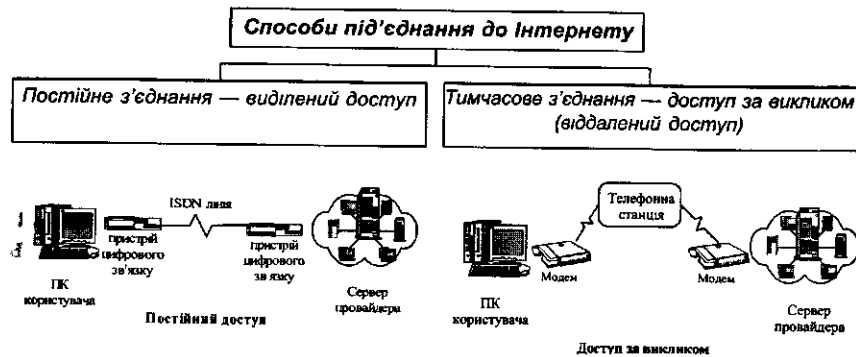 Способи під'єднання до Інтернету
Постійне з'єднання — виділений доступ
Тимчасове з'єднання — доступ за викликом
(віддалений доступ)
ISDN лінія
пристрій
цифрового
зв'язку
пристрій
цифрового
зв язку
ПК
користувача
Сервер
провайдера
Постійний доступ
Телефонна
станція
Модем
Модем
ПК
користувача
Сервер
провайдера
Доступ за викликом